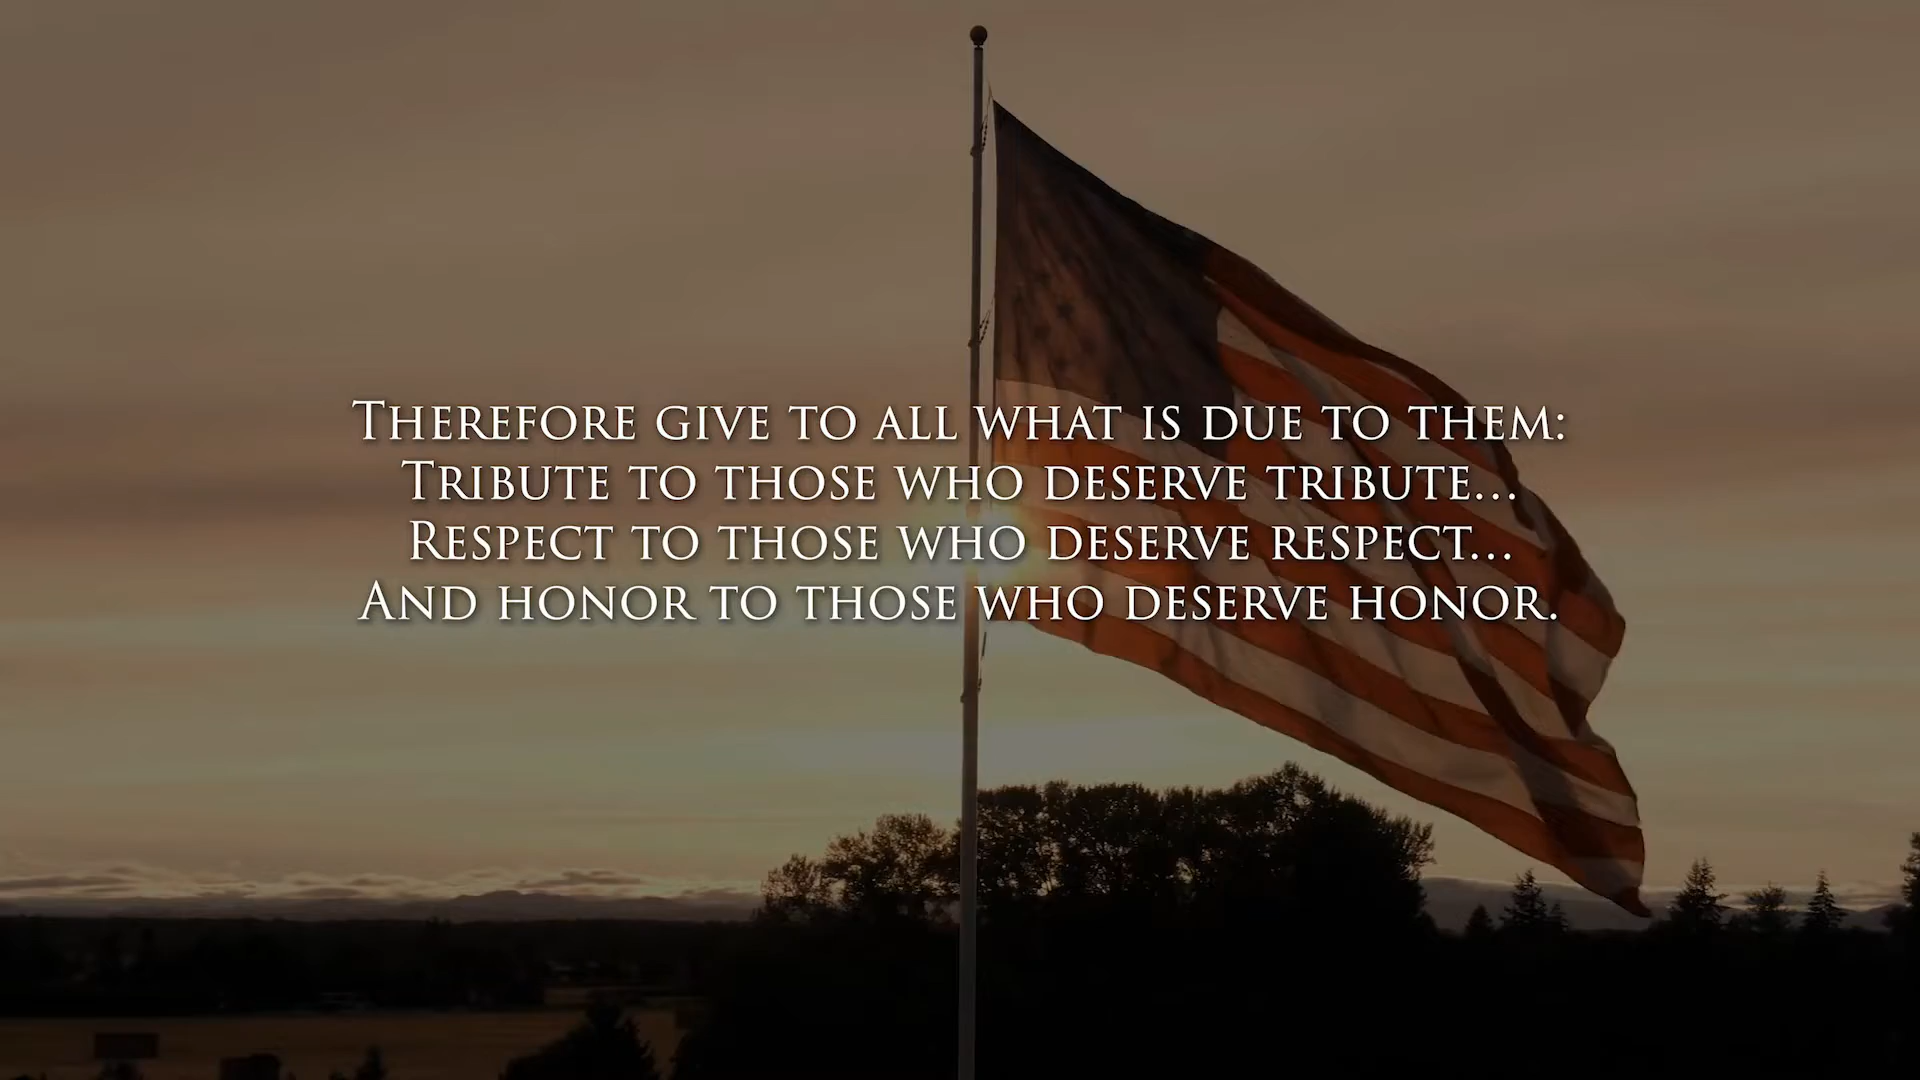 Therefore give to all what is due to them:
Tribute to those who deserve tribute...
Respect to those who deserve respect...
And honor to those who deserve honor.